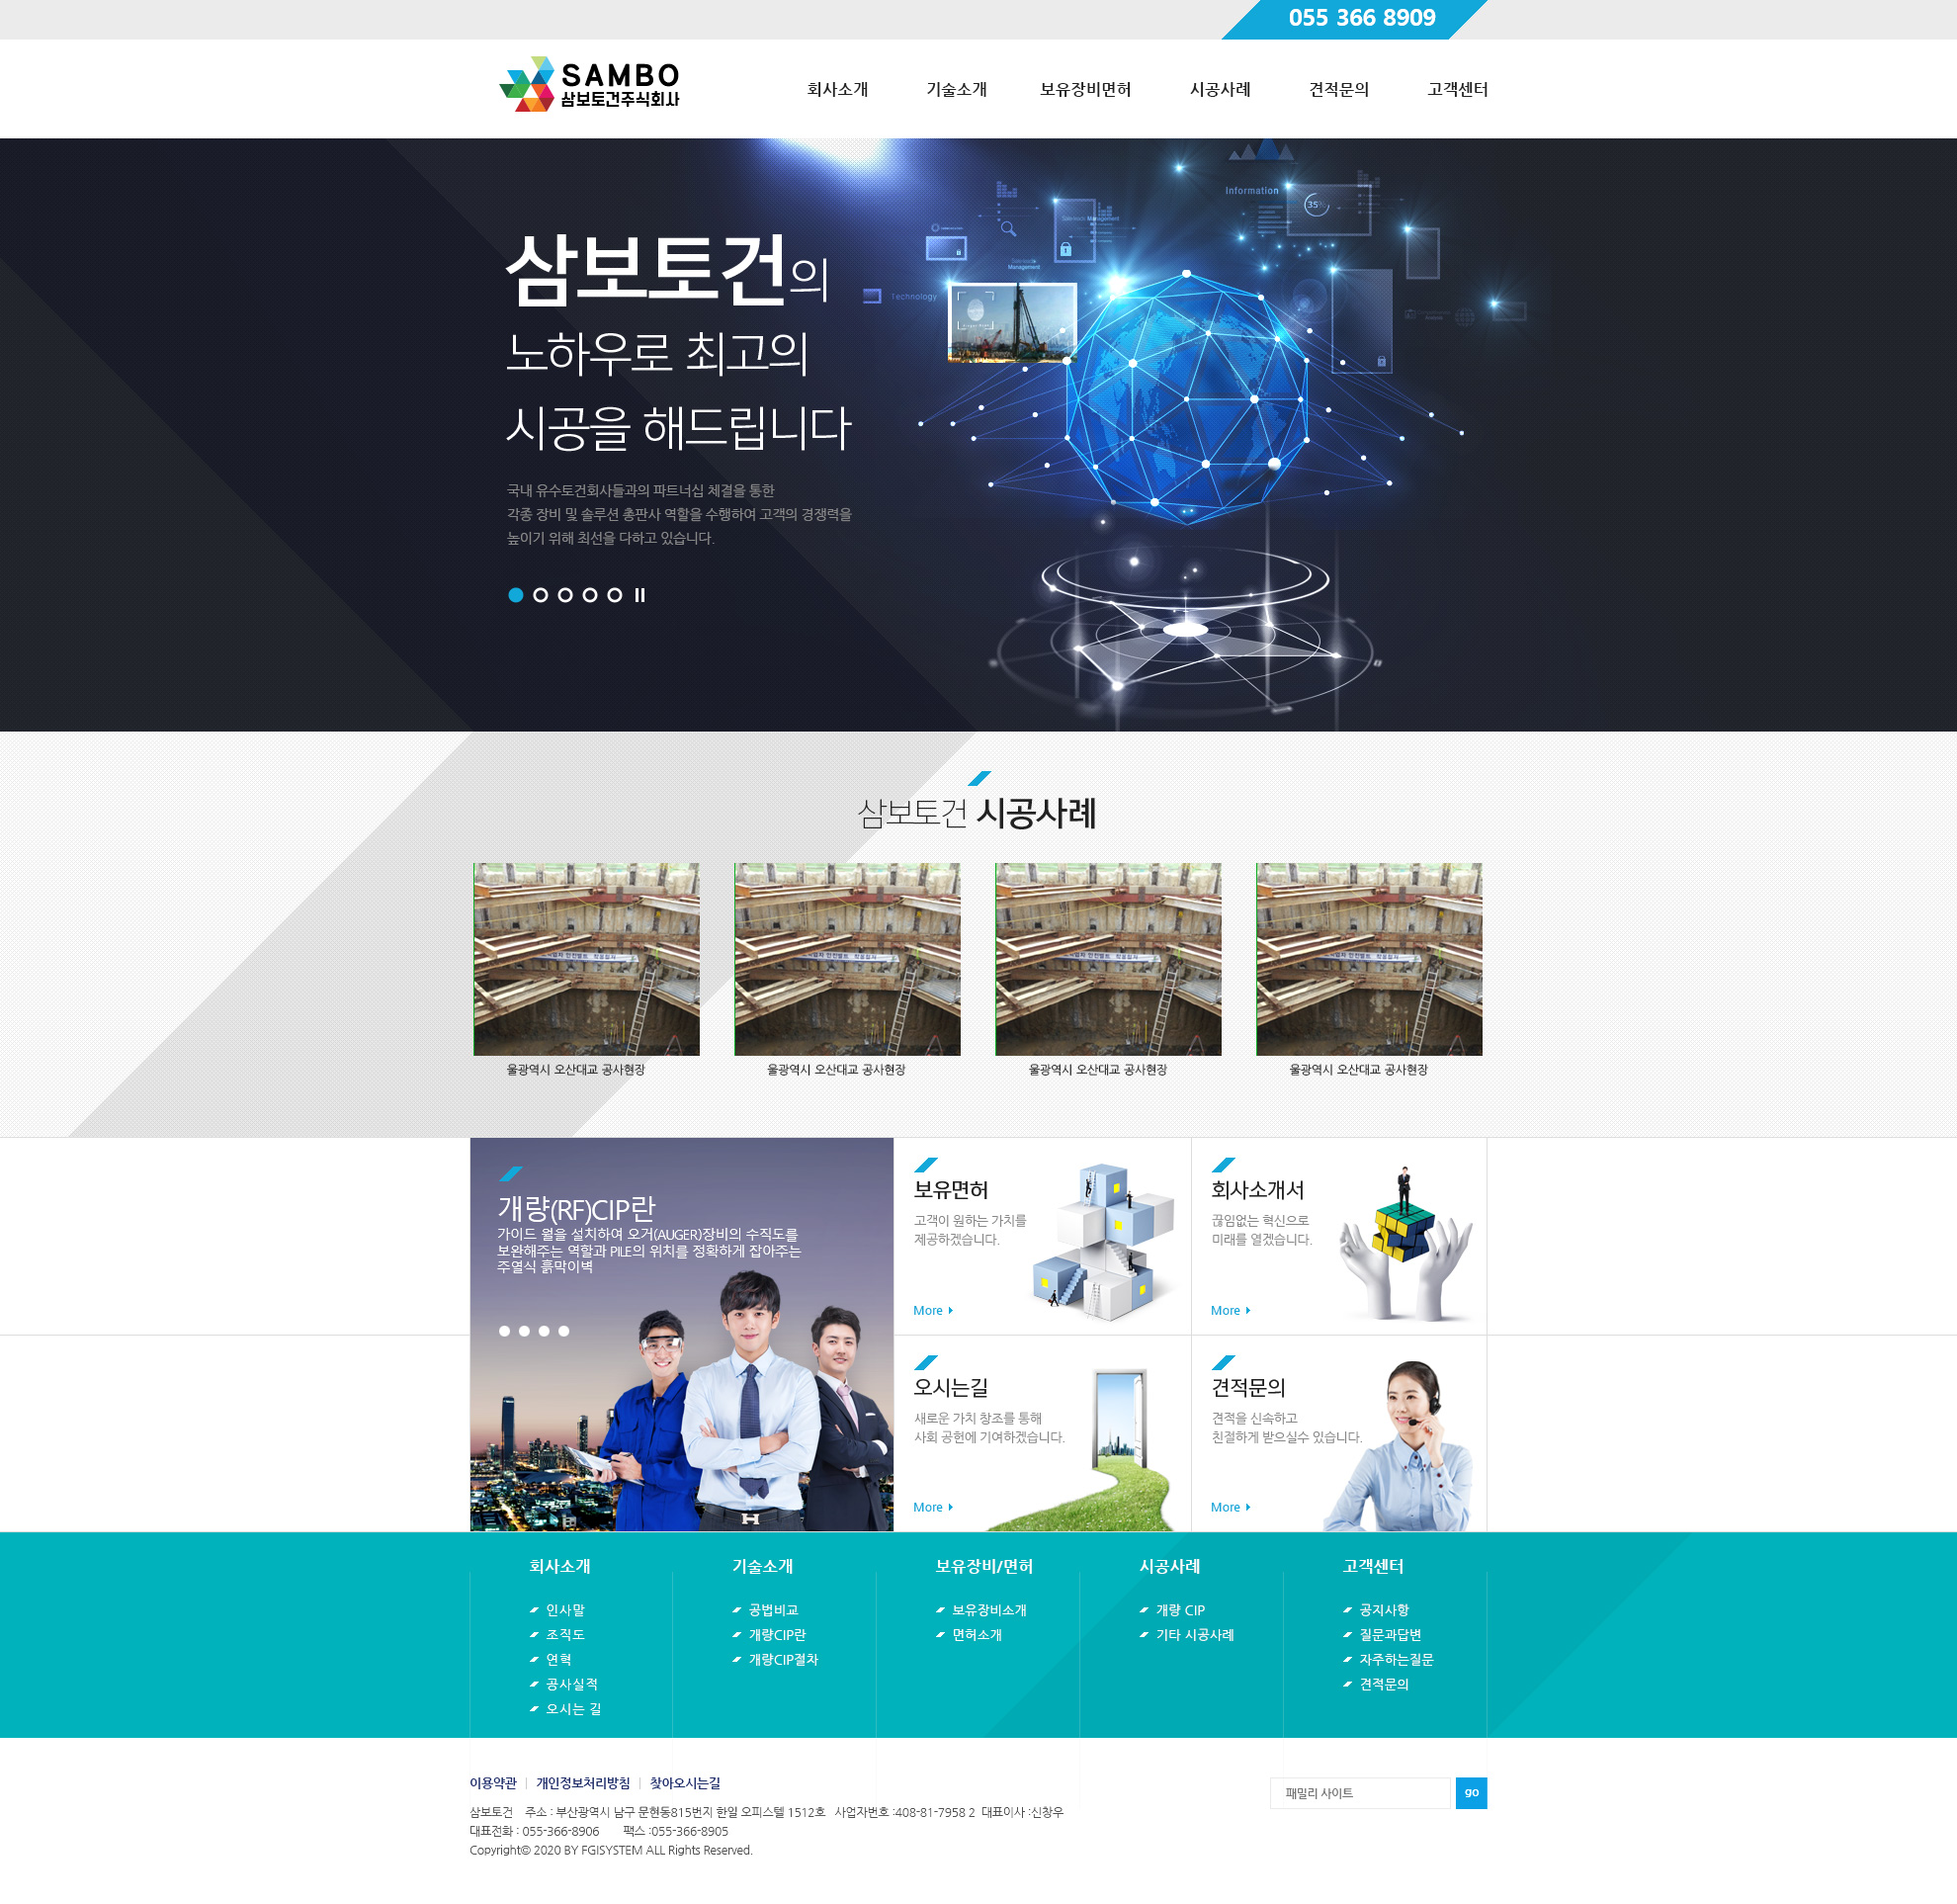 055 366 8909
SAMBO
삼보토건주식회사
회사소개 기술소개 보유장비면허 시공사례 견적문의 고객센터
Information
35%
Management
Management
Technology
삼보토건의
노하우로 최고의
시공을 해드립니다
국내 유수토건회사들과의 파트너십 체결을 통한
각종 장비 및 솔루션 총판사 역할을 수행하여 고객의 경쟁력을
높이기 위해 최선을 다하고 있습니다.
삼보토건 시공사례
울광역시 오산대교 공사현장 울광역시 오산대교 공사현장 울광역시 오산대교 공사현장 울광역시 오산대교 공사현장
개량(RF)CIP란
가이드 월을 설치하여 오거(AUGER)장비의 수직도를
보완해주는 역할과 PILE의 위치를 정확하게 잡아주는
주열식 흙막이벽
보유면허
고객이 원하는 가치를
제공하겠습니다.
More
회사소개서
끊임없는 혁신으로
미래를 열겠습니다.
More
오시는길
새로운 가치 창조를 통해
사회 공헌에 기여하겠습니다.
More
견적문의
견적을 신속하고
친절하게 받으실수 있습니다.
More
회사소개
인사말
조직도
연혁
공사실적
오시는 길
기술소개
공법비교
개량CIP란
개량CIP절차
보유장비/면허
보유장비소개
면허소개
시공사례
개량 CIP
기타 시공사례
고객센터
공지사항
질문과답변
자주하는질문
견적문의
이용약관 개인정보처리방침 찾아오시는길
패밀리 사이트 go
삼보토건 주소 : 부산광역시 남구 문현동815번지 한일 오피스텔 1512호 사업자번호 :408-81-7958 2 대표이사 :신창우
대표전화 : 055-366-8906 팩스 :055-366-8905
Copyright© 2020 BY FGISYSTEM ALL Rights Reserved.